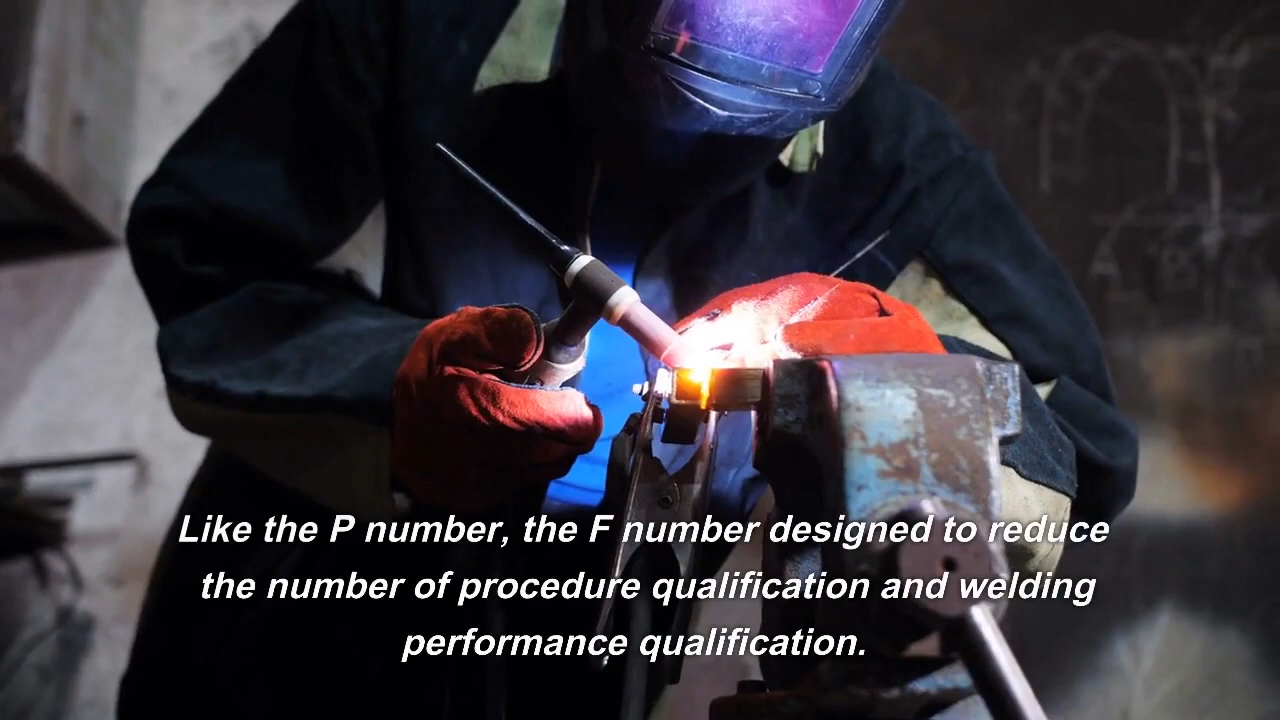 Like the P number, the F number designed to reduce
the number of procedure qualification and welding
performance qualification.